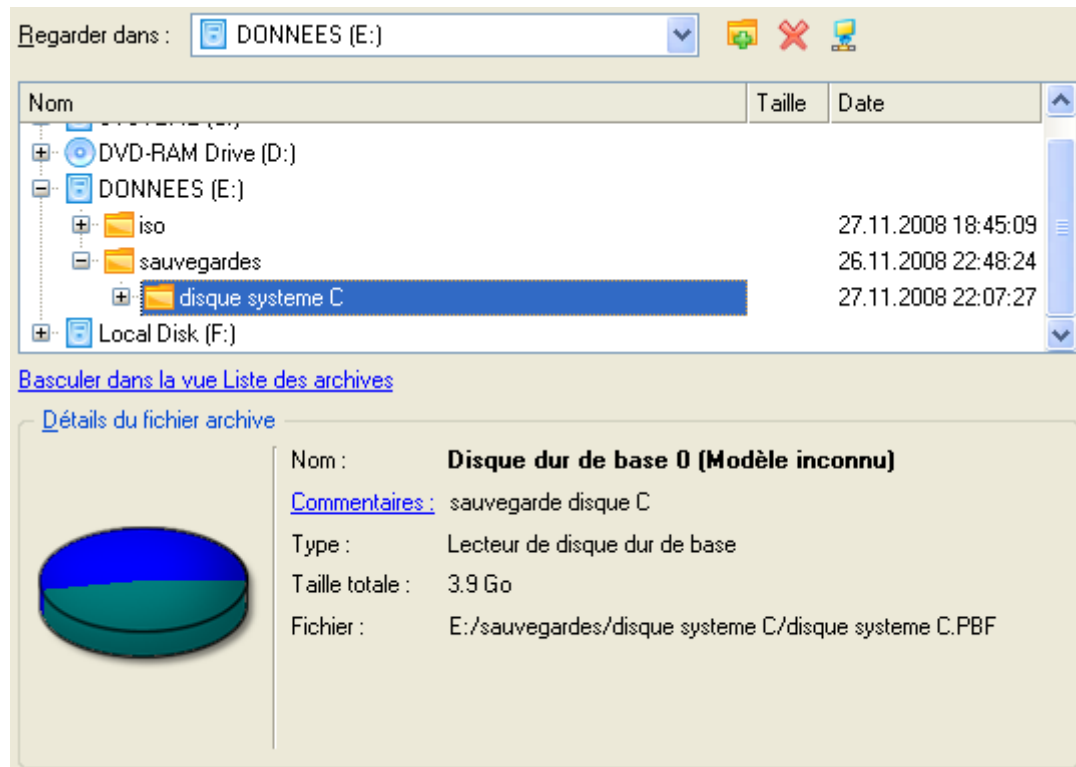 Regarder dans : DONNEES (E:)
Nom Taille Date
DVD-RAM Drive (D:)
DONNEES (E:)
iso 27.11.2008 18:45:09
sauvegardes 26.11.2008 22:48:24
disque systeme C 27.11.2008 22:07:27
Local Disk (F:)
Basculer dans la vue Liste des archives
Détails du fichier archive
Nom : Disque dur de base 0 (Modèle inconnu)
Commentaires : sauvegarde disque C
Type : Lecteur de disque dur de base
Taille totale : 3.9 Go
Fichier : E:/sauvegardes/disque systeme C/disque systeme C.PBF